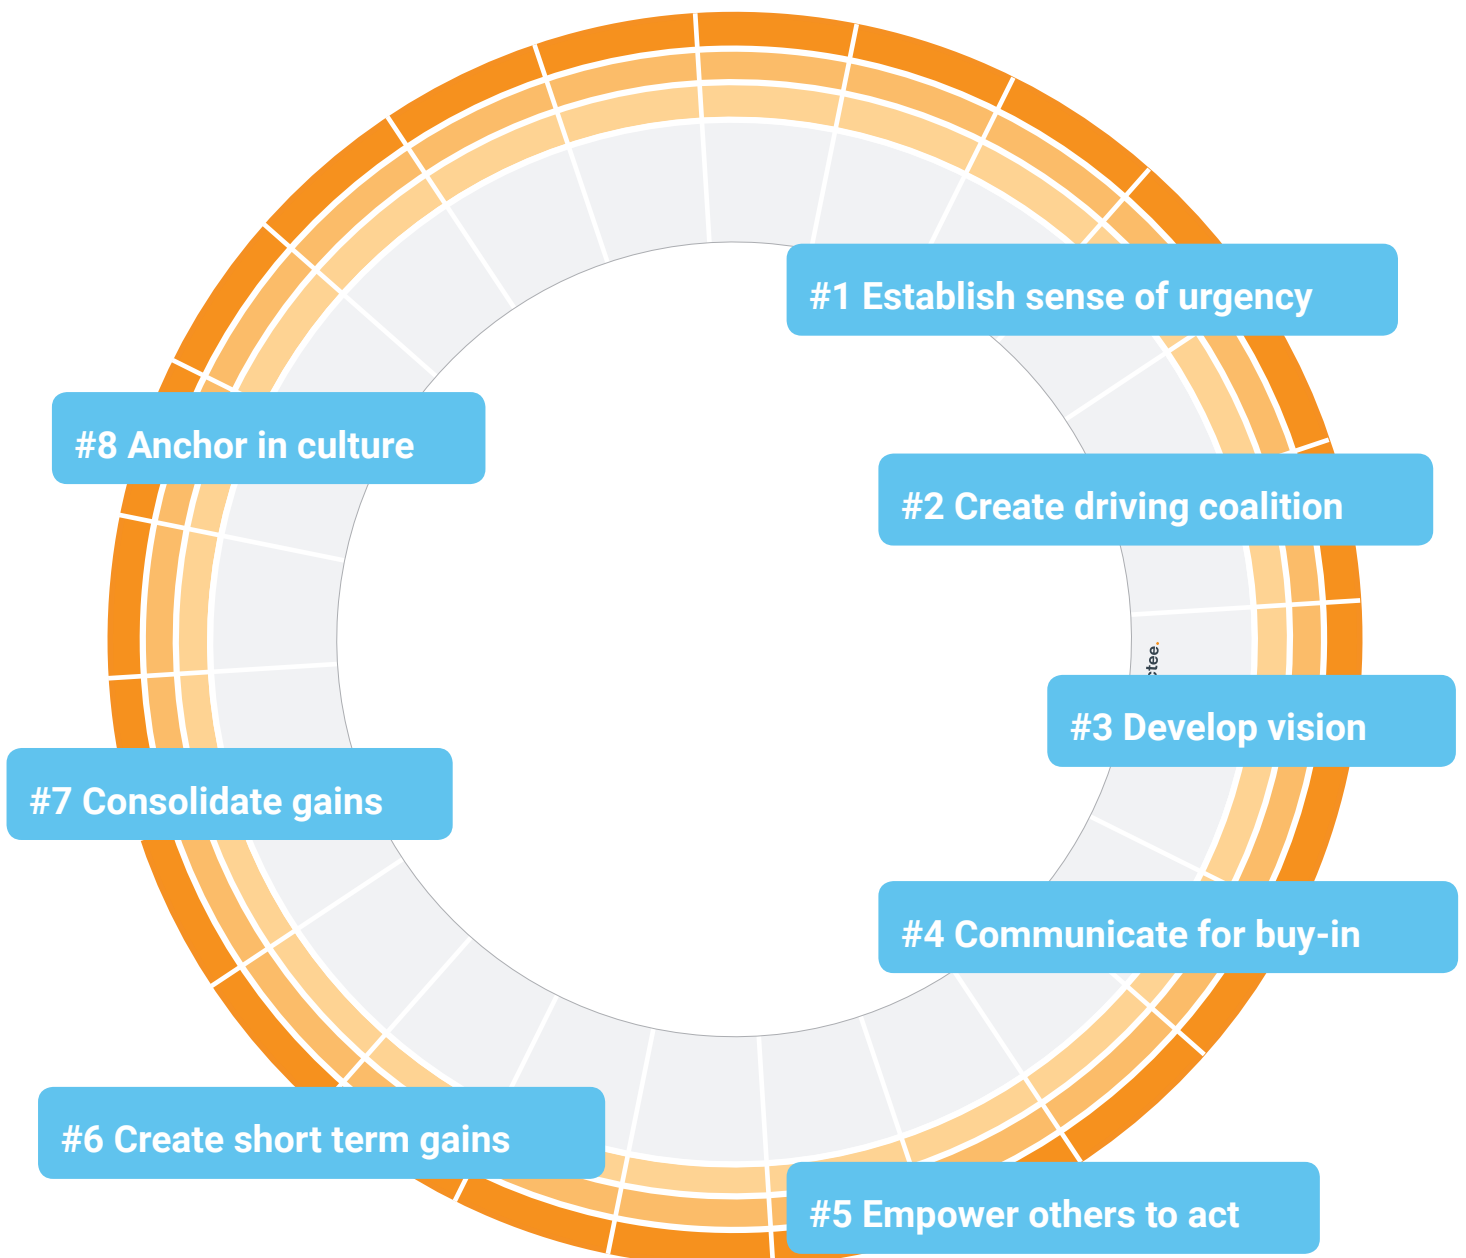 #1 Establish sense of urgency
#2 Create driving coalition
#3 Develop vision
#4 Communicate for buy-in
#5 Empower others to act
#6 Create short term gains
#7 Consolidate gains
#8 Anchor in culture